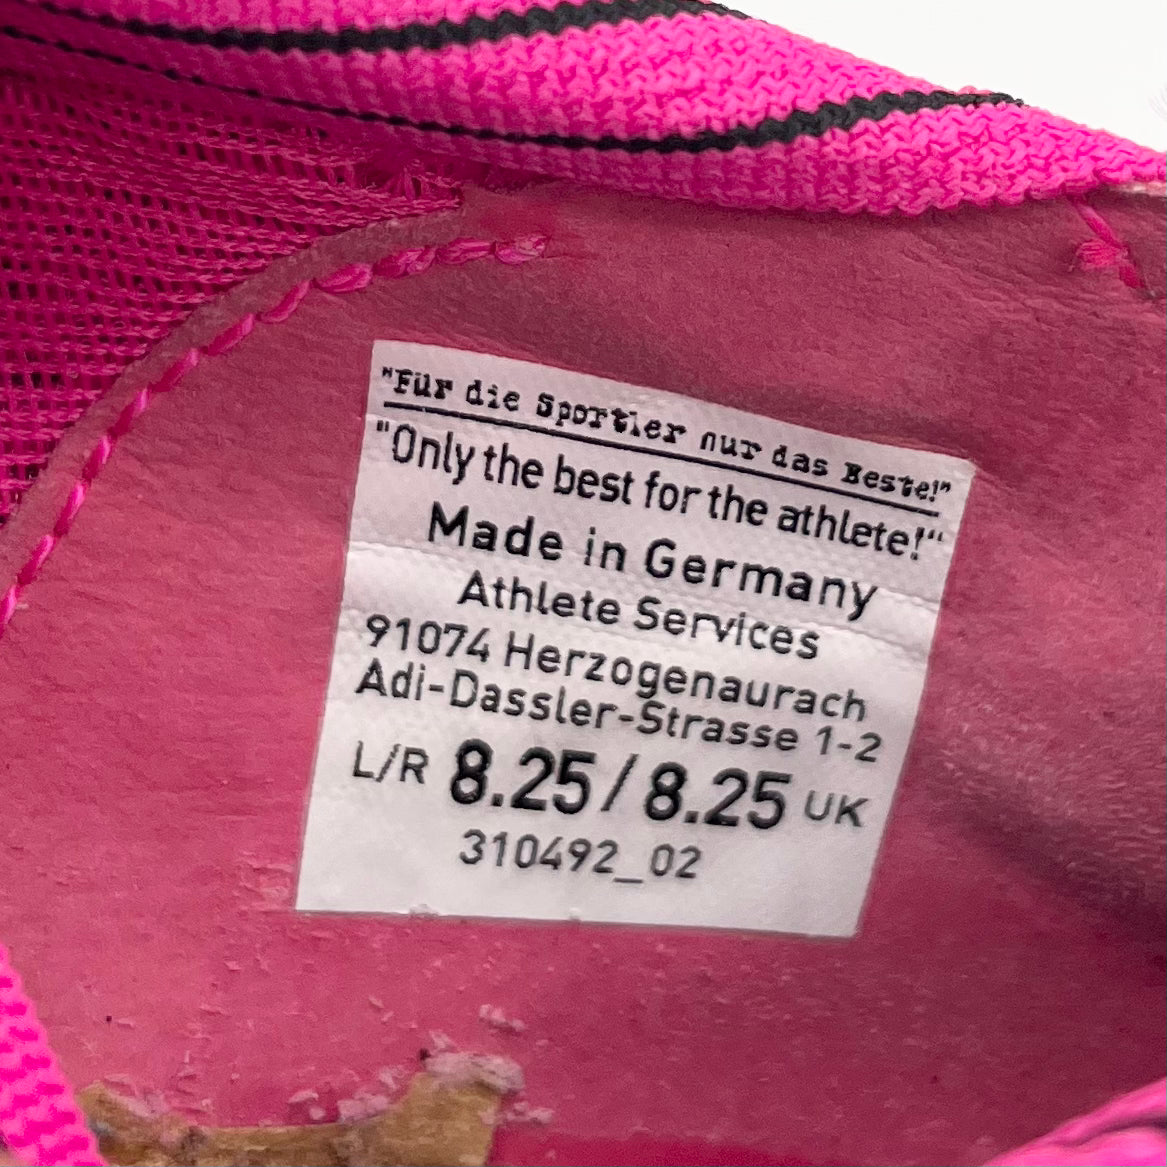 "Für die Sportler nur das Beste!"
"Only the best for the athlete!"
Made in Germany
Athlete Services
91074 Herzogenaurach
Adi-Dassler-Strasse 1-2
L/R 8.25/8.25 UK
310492_02